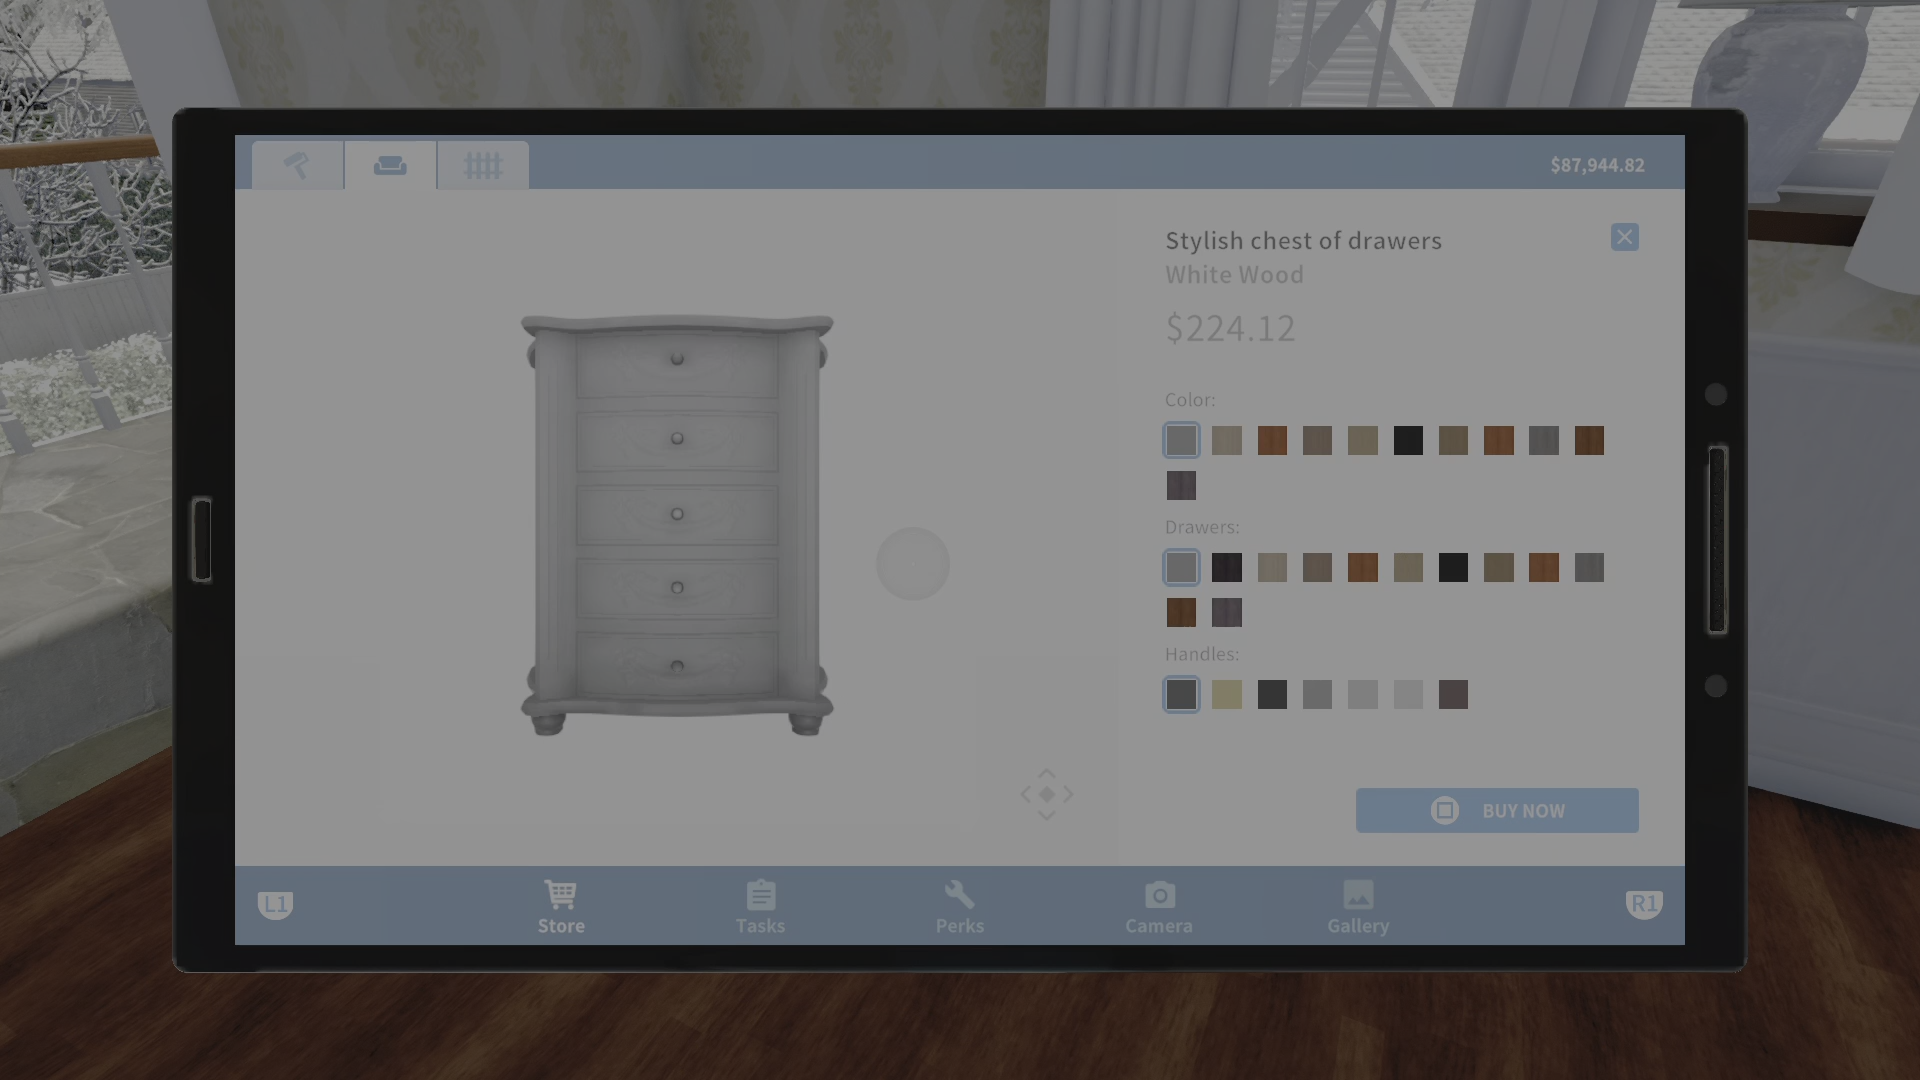 $87,944.82
Stylish chest of drawers
White Wood
$224.12
Color:
Drawers:
Handles:
BUY NOW
L1
Store
Tasks
Perks
Camera
Gallery
R1